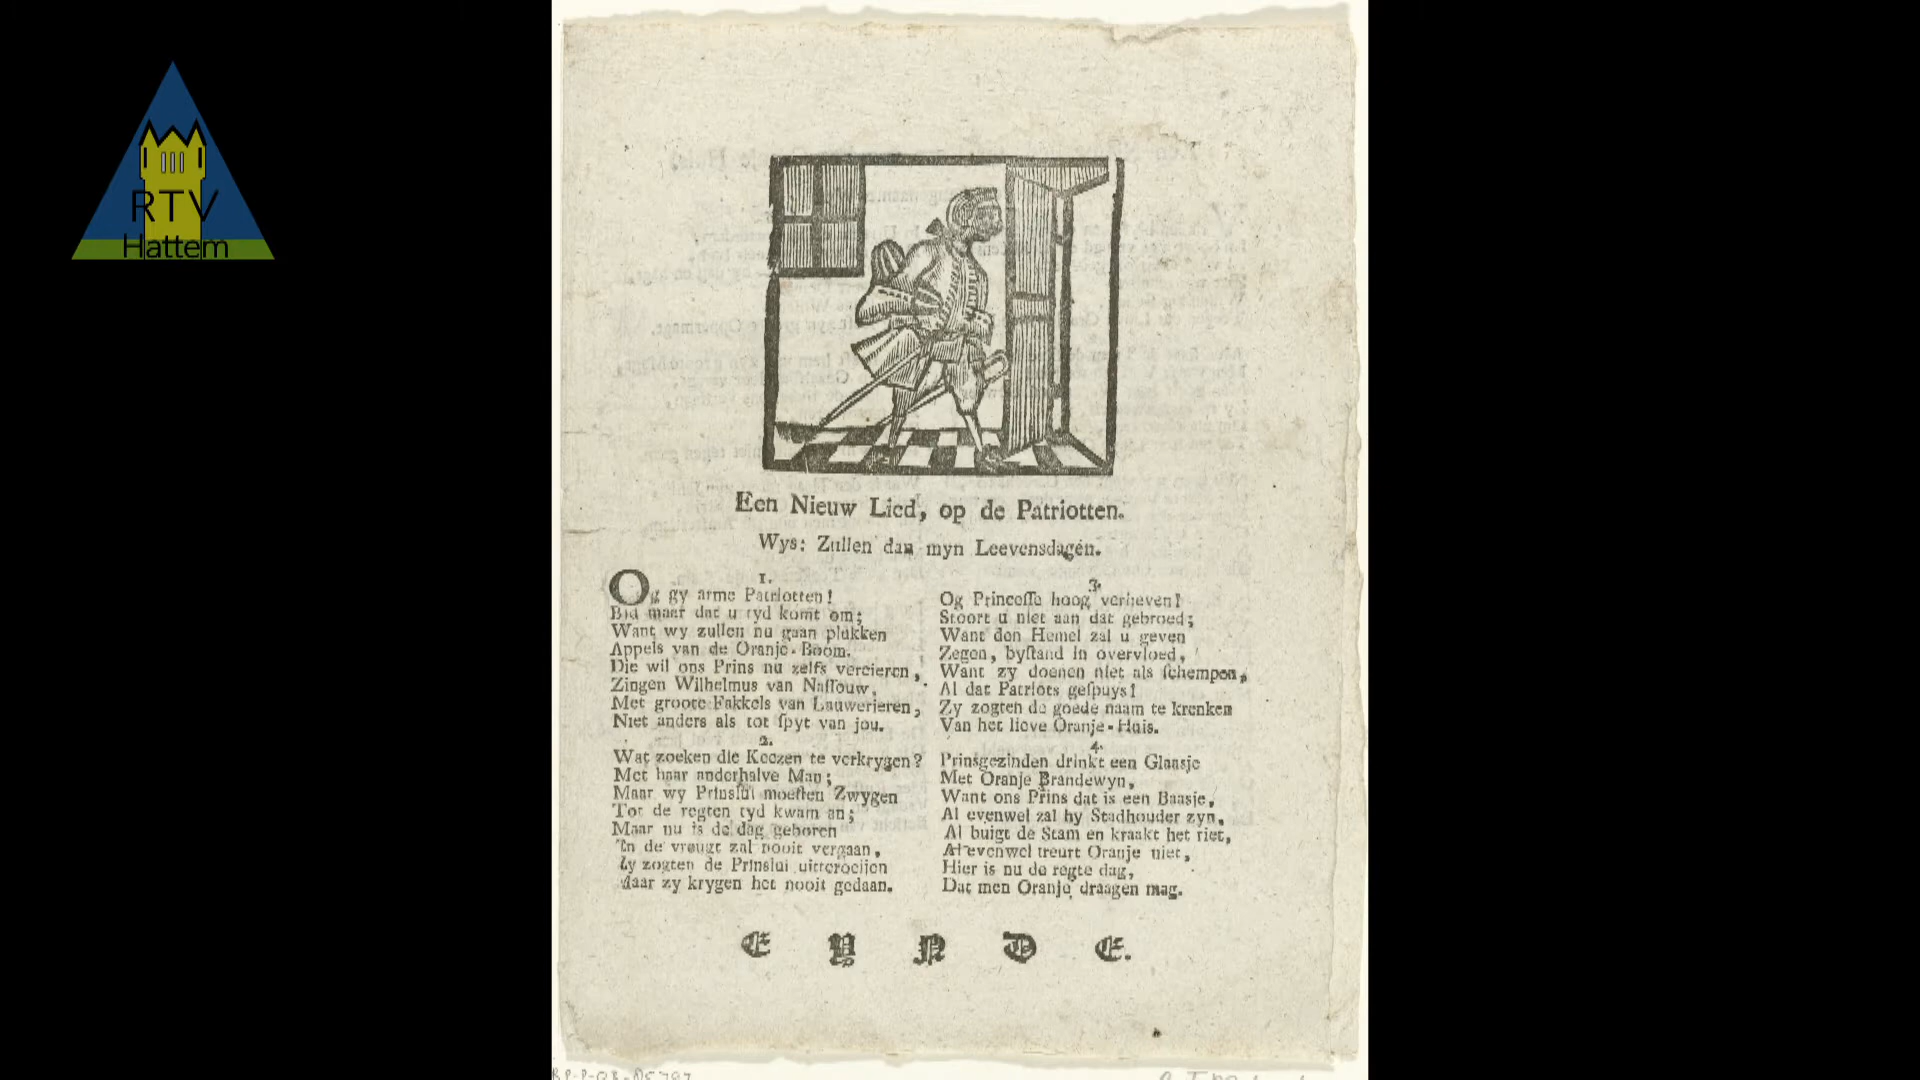 RTV
Hattem
Een Nieuw Lied, op de Patriotten.
Wys: Zullen dan myn Leevensdagen.
1.
Og gy arme Patriotten!
Bid maar dat u tyd komt om;
Want wy zullen nu gaan plukken
Appels van de Oranje-Boom.
Die wil ons Prins nu zelfs vercieren,
Zingen Wilhelmus van Nassouw,
Met groote Fakkels van Lauwerieren,
Niet anders als tot spyt van jou.
2.
Wat zoeken die Keezen te verkrygen?
Met haar anderhalve Man;
Maar wy Prinslui moesten Zwygen
Tot de regten tyd kwam an;
Maar nu is de dag geboren
En de vreugt zal nooit vergaan,
Zy zogten de Prinslui uitteroeijen
Maar zy krygen het nooit gedaan.
3.
Og Princesse hoog verheven!
Stoort u niet aan dat gebroed;
Want den Hemel zal u geven
Zegen, bystand in overvloed,
Want zy doenen niet als schempen,
Al dat Patriots gespuys!
Zy zogten de goede naam te krenken
Van het lieve Oranje-Huis.
4.
Prinsgezinden drinkt een Glaasje
Met Oranje Brandewyn,
Want ons Prins dat is een Baasje,
Al evenwel zal hy Stadhouder zyn,
Al buigt de Stam en kraakt het riet,
Al evenwel treurt Oranje niet,
Hier is nu de regte dag,
Dat men Oranje draagen mag.
EYNDE.